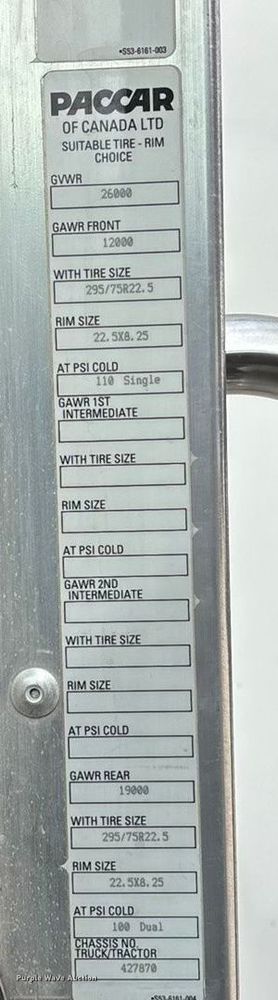 •S53-6161-003
PACCAR
OF CANADA LTD
SUITABLE TIRE - RIM
CHOICE
GVWR
26000
GAWR FRONT
12000
WITH TIRE SIZE
295/75R22.5
RIM SIZE
22.5X8.25
AT PSI COLD
110 Single
GAWR 1ST
INTERMEDIATE
WITH TIRE SIZE
RIM SIZE
AT PSI COLD
GAWR 2ND
INTERMEDIATE
WITH TIRE SIZE
RIM SIZE
AT PSI COLD
GAWR REAR
19000
WITH TIRE SIZE
295/75R22.5
RIM SIZE
22.5X8.25
AT PSI COLD
100 Dual
CHASSIS NO.
TRUCK/TRACTOR
427870
Purple Wave Auction
•S53-6161-004